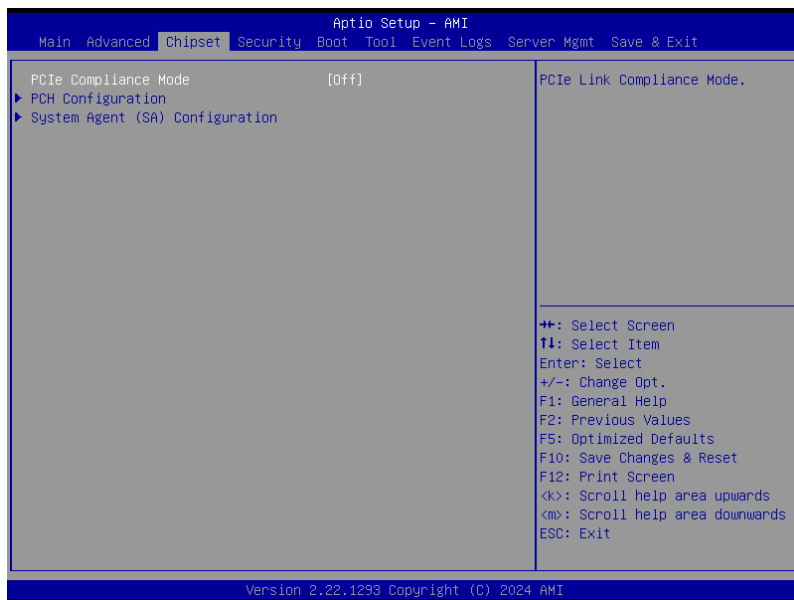 Aptio Setup – AMI
Main Advanced Chipset Security Boot Tool Event Logs Server Mgmt Save & Exit
PCIe Compliance Mode [Off]
PCH Configuration
System Agent (SA) Configuration
PCIe Link Compliance Mode.
→←: Select Screen
↑↓: Select Item
Enter: Select
+/-: Change Opt.
F1: General Help
F2: Previous Values
F5: Optimized Defaults
F10: Save Changes & Reset
F12: Print Screen
<k>: Scroll help area upwards
<m>: Scroll help area downwards
ESC: Exit
Version 2.22.1293 Copyright (C) 2024 AMI